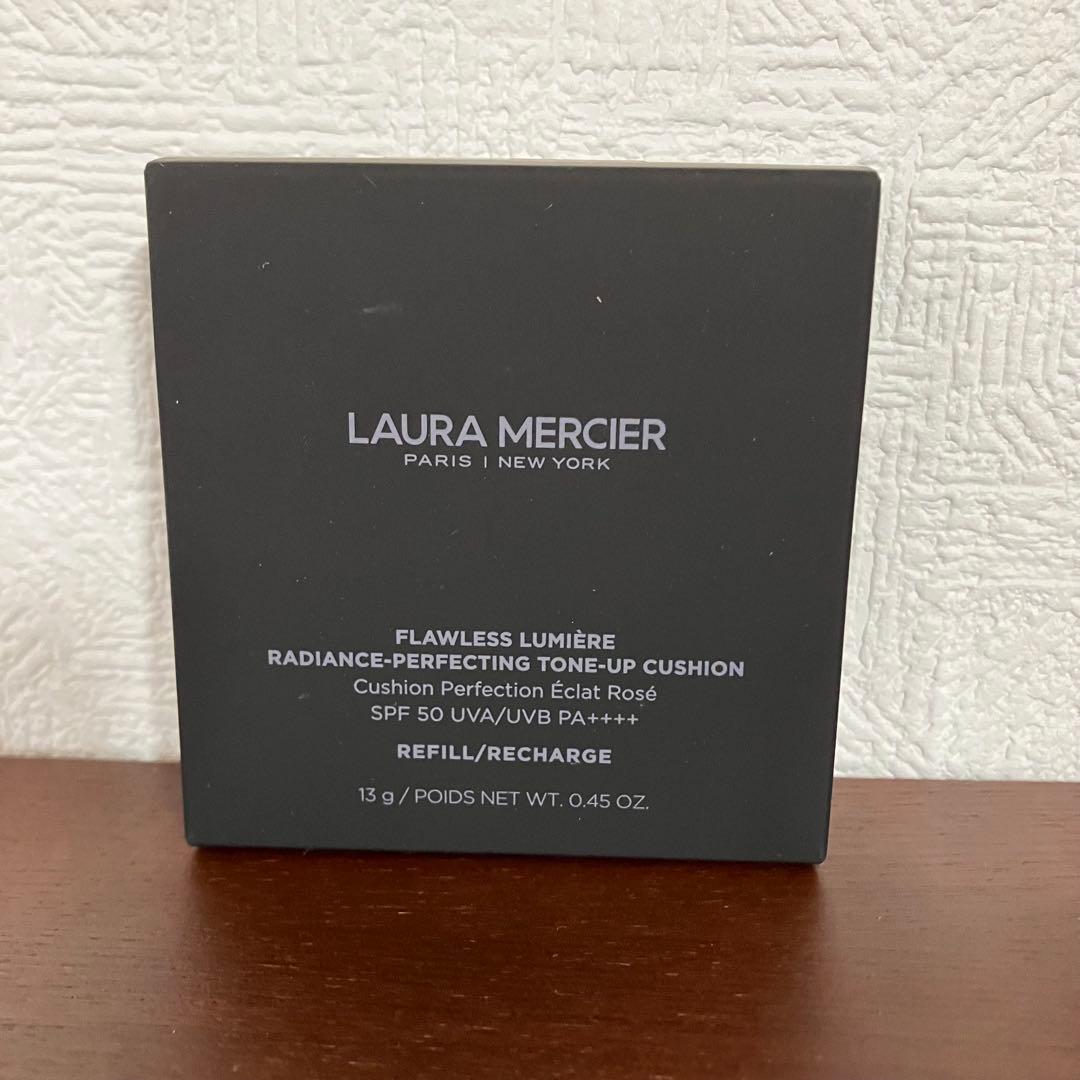 LAURA MERCIER
PARIS | NEW YORK
FLAWLESS LUMIÈRE
RADIANCE-PERFECTING TONE-UP CUSHION
Cushion Perfection Éclat Rosé
SPF 50 UVA/UVB PA++++
REFILL/RECHARGE
13 g / POIDS NET WT. 0.45 OZ.